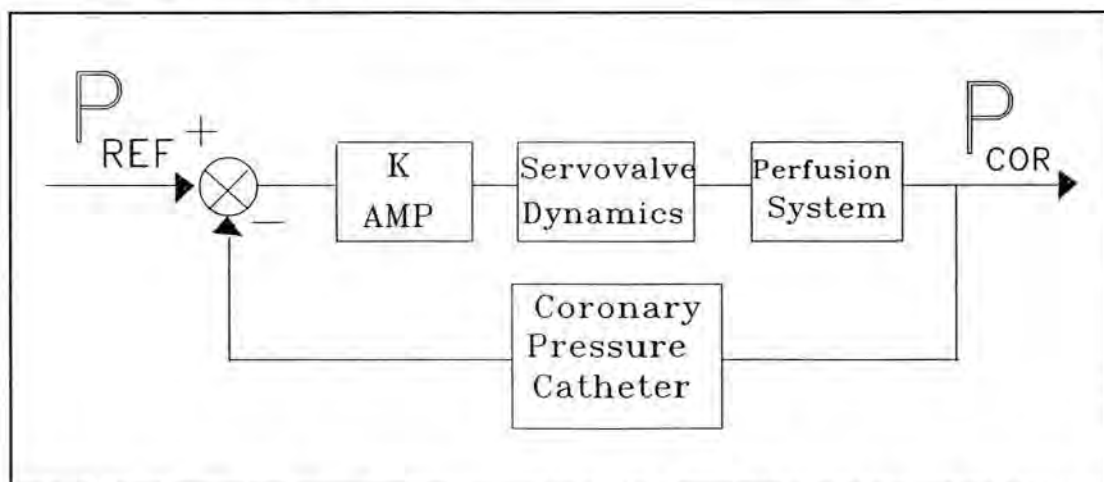 P REF +
−
K
AMP
Servovalve
Dynamics
Perfusion
System
P COR
Coronary
Pressure
Catheter